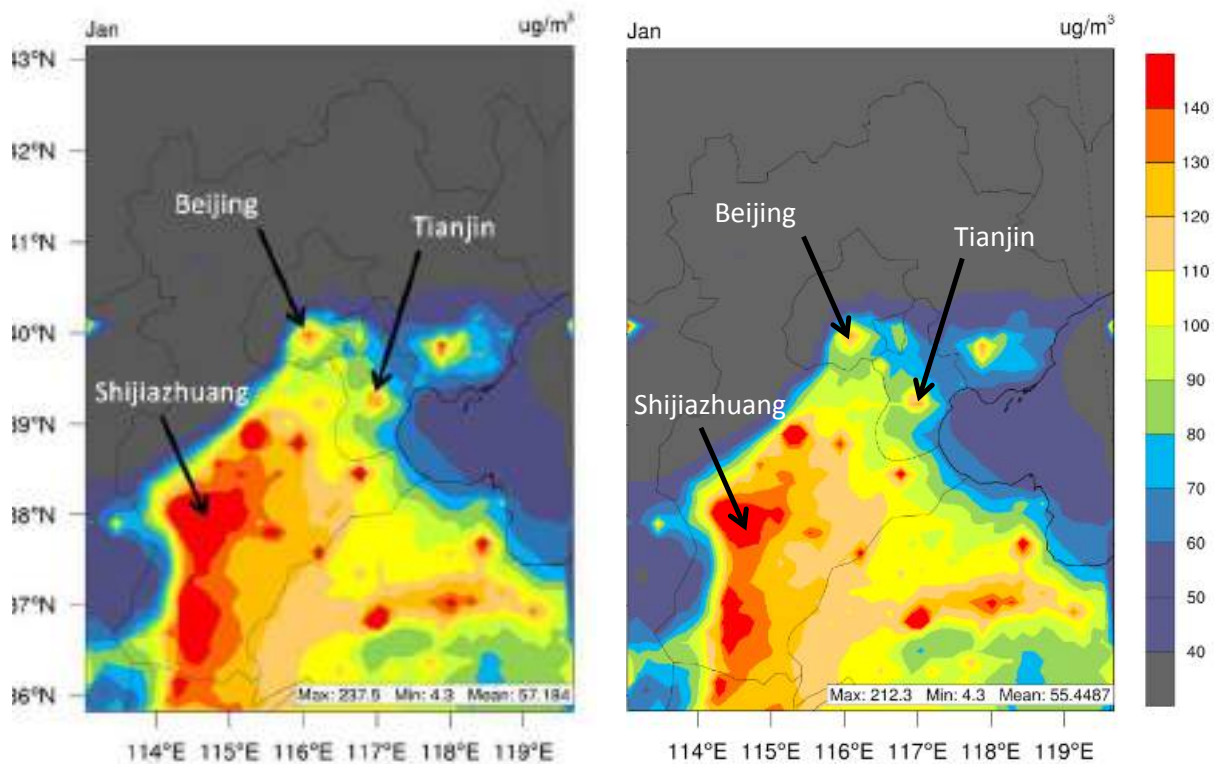 Jan ug/m³
43°N
42°N
41°N
40°N
39°N
38°N
37°N
36°N
Beijing
Tianjin
Shijiazhuang
Max: 237.5 Min: 4.3 Mean: 57.184
114°E 115°E 116°E 117°E 118°E 119°E
Jan ug/m³
Beijing
Tianjin
Shijiazhuang
Max: 212.3 Min: 4.3 Mean: 55.4487
114°E 115°E 116°E 117°E 118°E 119°E
140
130
120
110
100
90
80
70
60
50
40